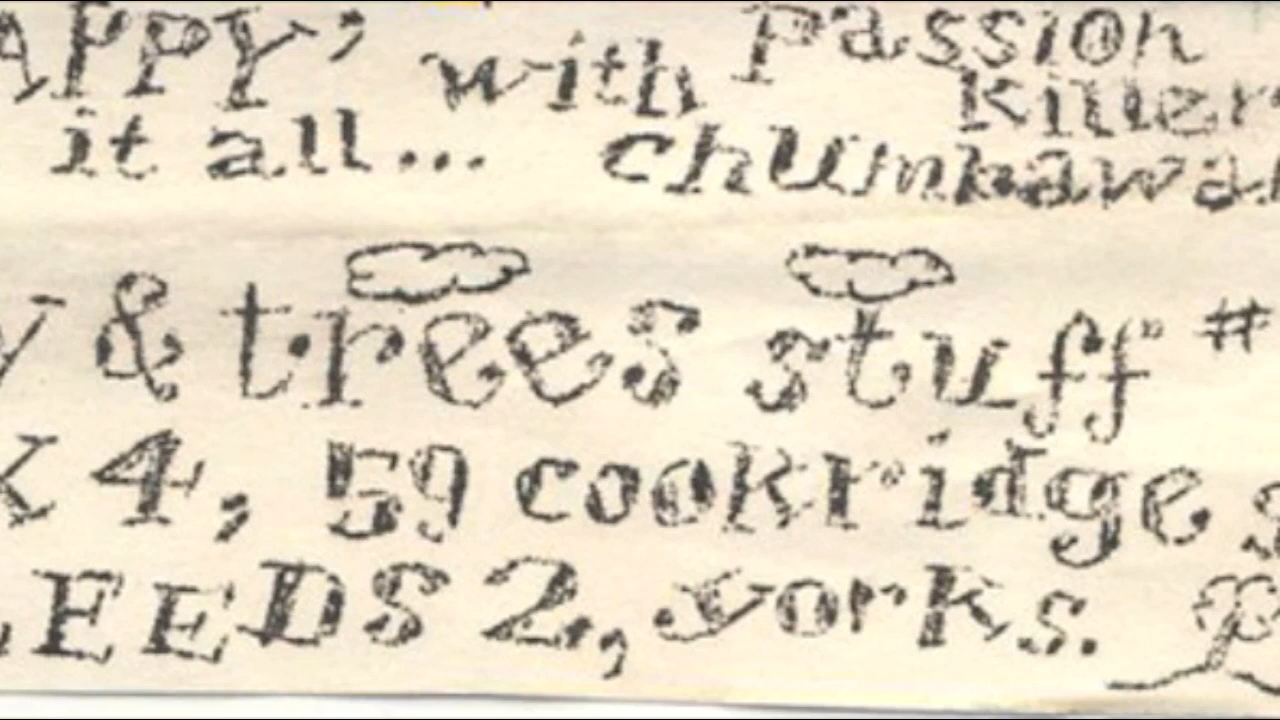 APPY' with Passion
Killer
it all... chumbawa
y & trees stuff #
K 4, 59 cookridge s
LEEDS 2, yorks.